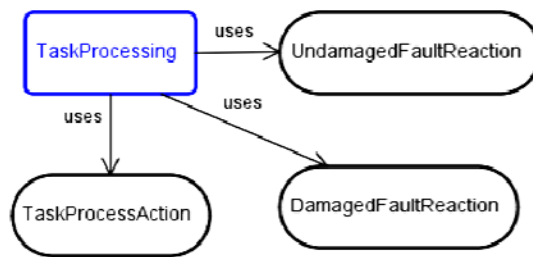 uses
TaskProcessing
UndamagedFaultReaction
uses
uses
TaskProcessAction
DamagedFaultReaction